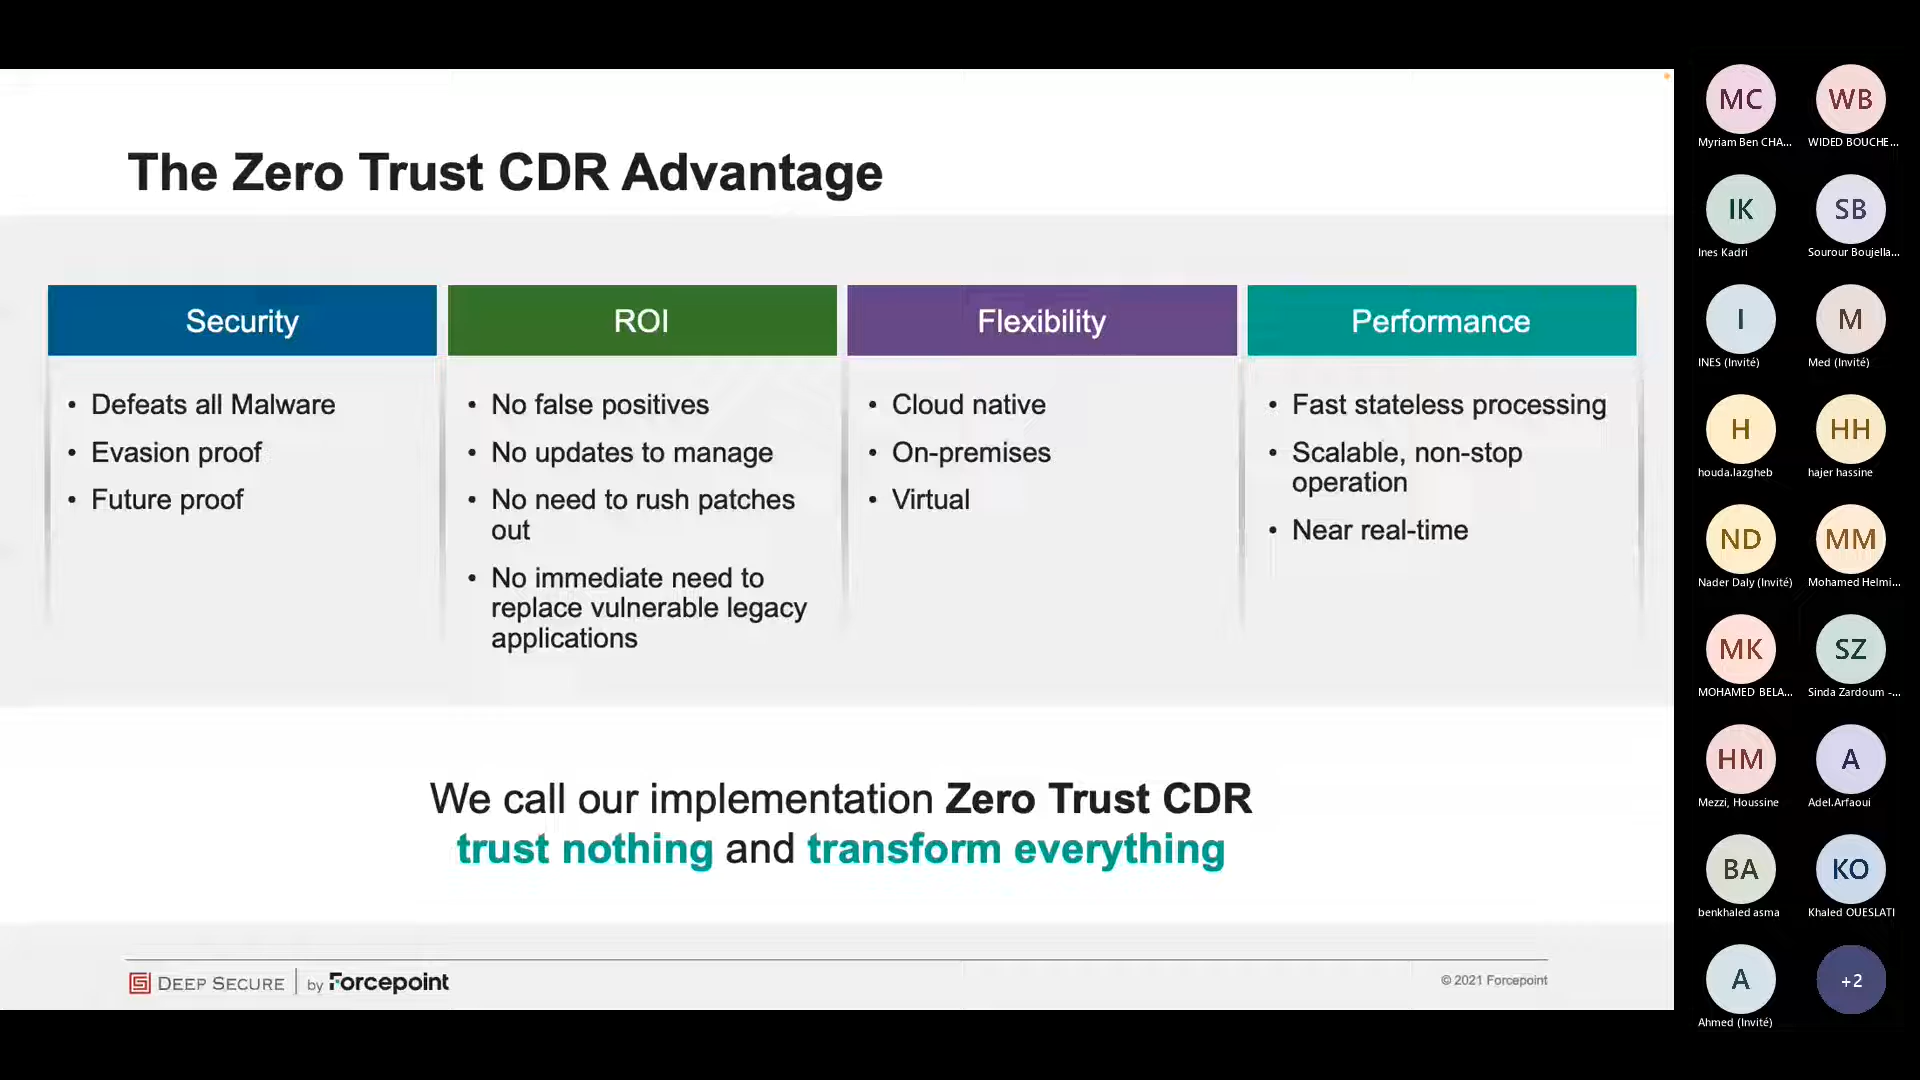 The Zero Trust CDR Advantage
Security
• Defeats all Malware
• Evasion proof
• Future proof
ROI
• No false positives
• No updates to manage
• No need to rush patches
out
• No immediate need to
replace vulnerable legacy
applications
Flexibility
• Cloud native
• On-premises
• Virtual
Performance
• Fast stateless processing
• Scalable, non-stop
operation
• Near real-time
We call our implementation Zero Trust CDR
trust nothing and transform everything
DEEP SECURE | by Forcepoint
© 2021 Forcepoint
MC
Myriam Ben CHA...
WB
WIDED BOUCHE...
IK
Ines Kadri
SB
Sourour Boujella...
I
INES (Invité)
M
Med (Invité)
H
houda.lazgheb
HH
hajer hassine
ND
Nader Daly (Invité)
MM
Mohamed Helmi...
MK
MOHAMED BELA...
SZ
Sinda Zardoum -...
HM
Mezzi, Houssine
A
Adel.Arfaoui
BA
benkhaled asma
KO
Khaled OUESLATI
A
Ahmed (Invité)
+2